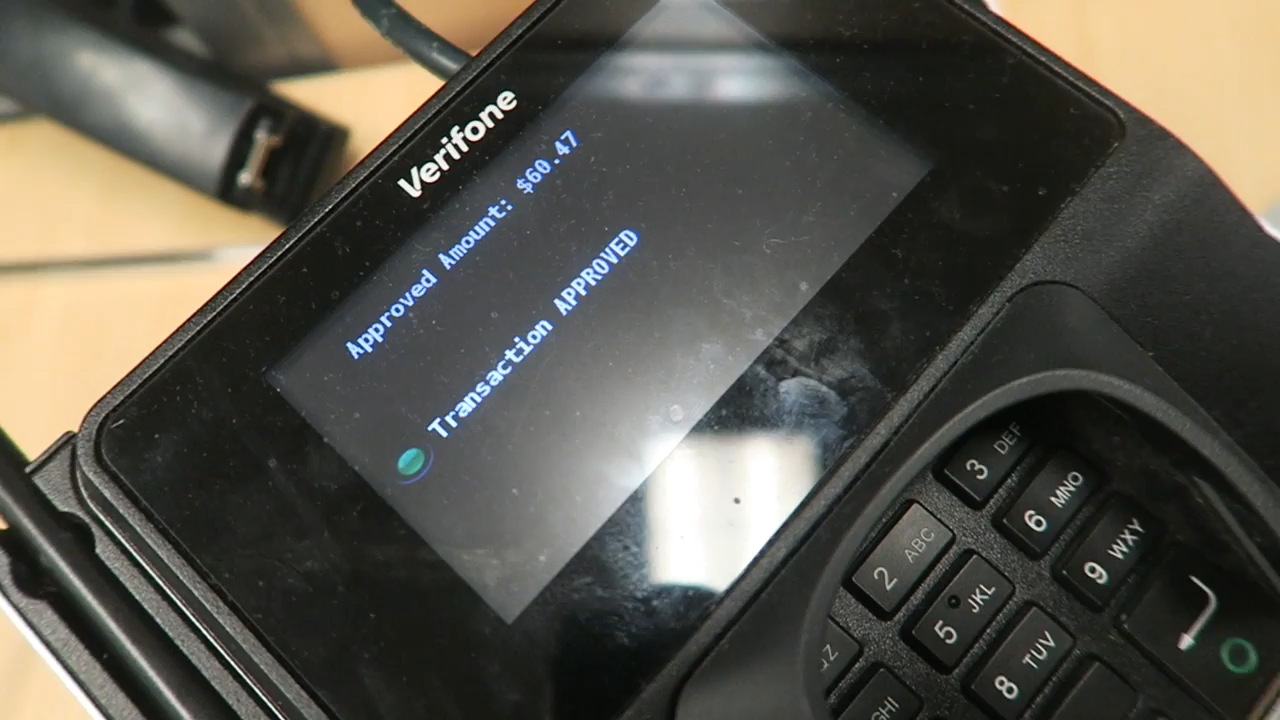 Verifone
Approved Amount: $60.47
Transaction APPROVED
3 DEF
2 ABC
6 MNO
5 JKL
9 WXY
8 TUV
GHI